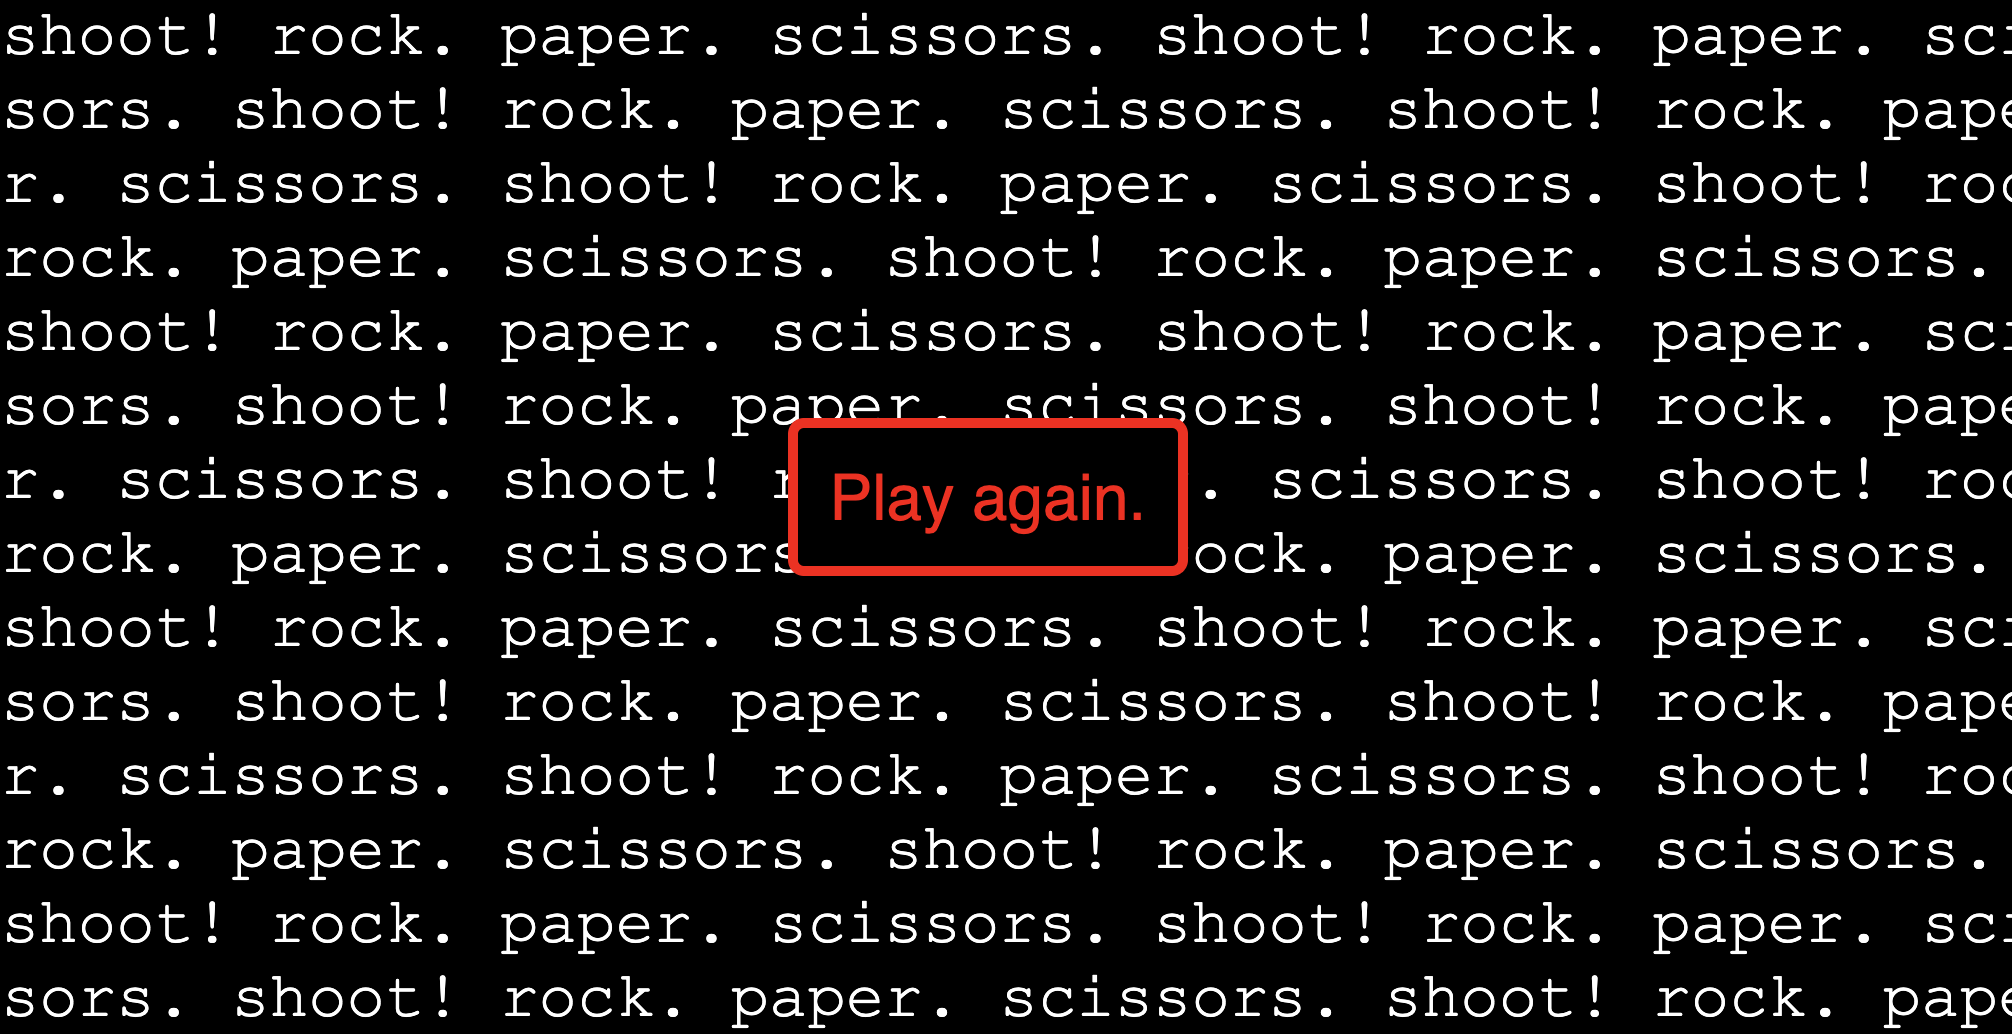 shoot! rock. paper. scissors. shoot! rock. paper. sci
sors. shoot! rock. paper. scissors. shoot! rock. pape
r. scissors. shoot! rock. paper. scissors. shoot! roc
rock. paper. scissors. shoot! rock. paper. scissors.
shoot! rock. paper. scissors. shoot! rock. paper. sci
sors. shoot! rock. paper. scissors. shoot! rock. pape
r. scissors. shoot! r . scissors. shoot! roc
Play again.
rock. paper. scissors ock. paper. scissors.
shoot! rock. paper. scissors. shoot! rock. paper. sci
sors. shoot! rock. paper. scissors. shoot! rock. pape
r. scissors. shoot! rock. paper. scissors. shoot! roc
rock. paper. scissors. shoot! rock. paper. scissors.
shoot! rock. paper. scissors. shoot! rock. paper. sci
sors. shoot! rock. paper. scissors. shoot! rock. pape